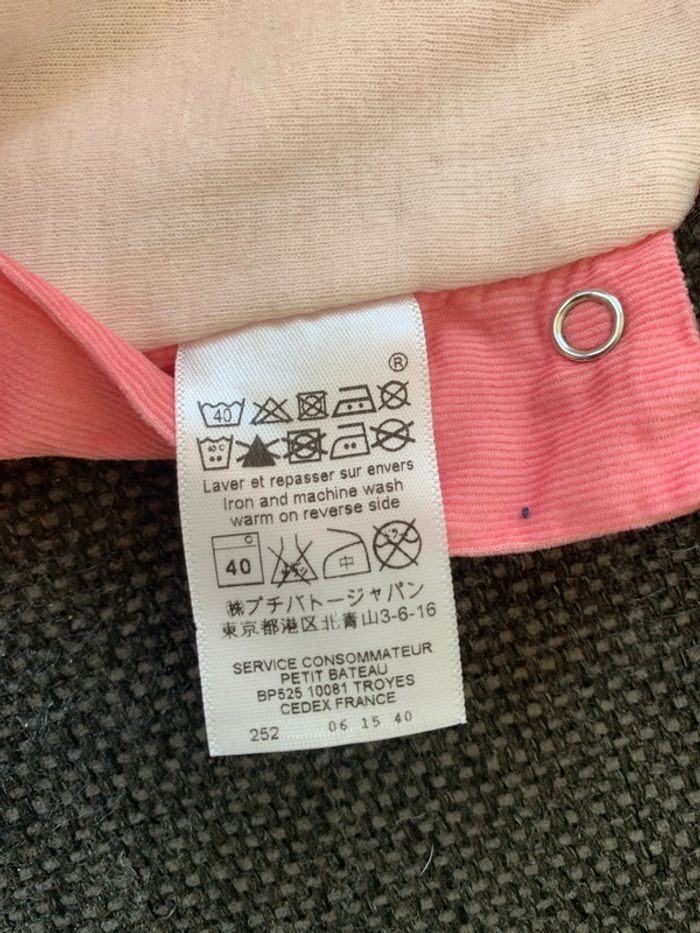 ®
40
40 C
Laver et repasser sur envers
Iron and machine wash
warm on reverse side
40 中
㈱プチバトージャパン
東京都港区北青山3-6-16
SERVICE CONSOMMATEUR
PETIT BATEAU
BP525 10081 TROYES
CEDEX FRANCE
252 06 15 40